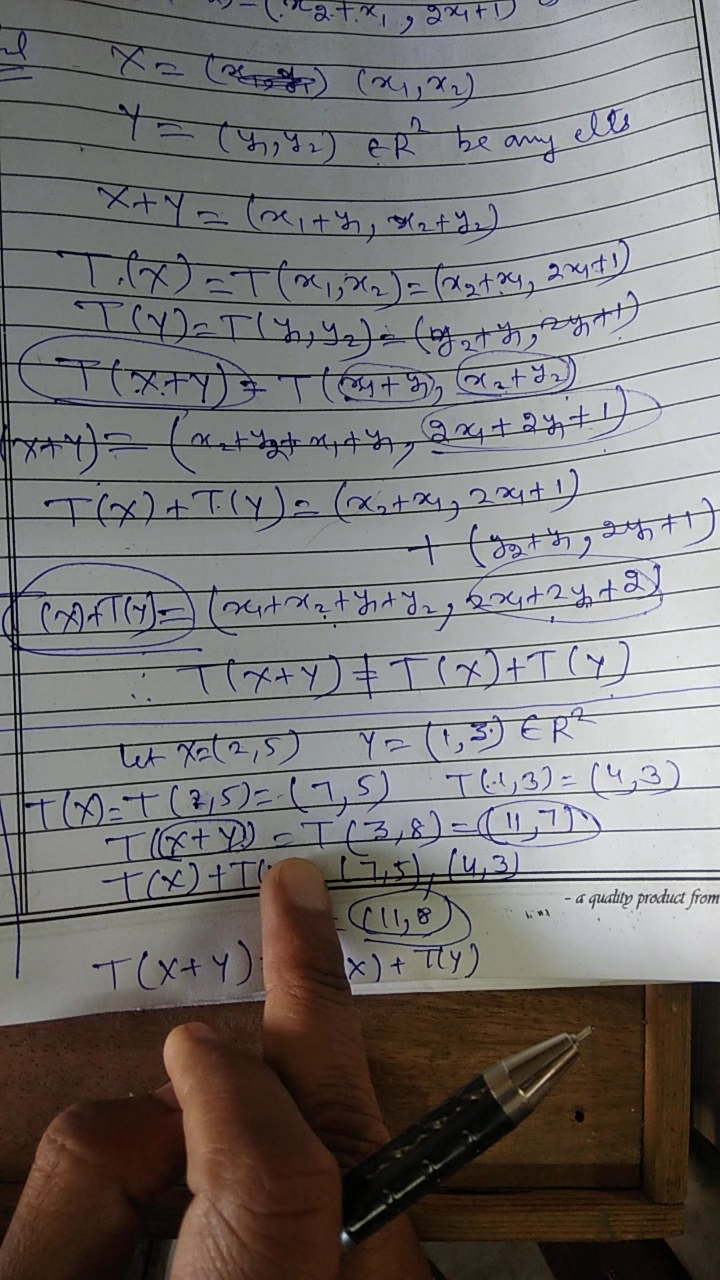 )=(x₂+x₁, 2x₁+1)
X = (x₁, x₂)
Y = (y₁, y₂) ∈ R² be any elts
X+Y = (x₁+y₁, x₂+y₂)
T(X) = T(x₁, x₂) = (x₂+x₁, 2x₁+1)
T(Y) = T(y₁, y₂) = (y₂+y₁, 2y₁+1)
T(X+Y) = T(x₁+y₁, x₂+y₂)
(X+Y) = (x₂+y₂+x₁+y₁, 2x₁+2y₁+1)
T(X)+T(Y) = (x₂+x₁, 2x₁+1)
+ (y₂+y₁, 2y₁+1)
(X)+T(Y) = (x₁+x₂+y₁+y₂, 2x₁+2y₁+2)
∴ T(X+Y) ≠ T(X)+T(Y)
Let X=(2,5) Y = (1,3) ∈ R²
T(X)=T(2,5)=(7,5) T(1,3)=(4,3)
T(X+Y) = T(3,8) = (11,7)
T(X)+T( (7,5), (4,3)
= (11,8)
- a quality product from
T(X+Y) X)+T(Y)